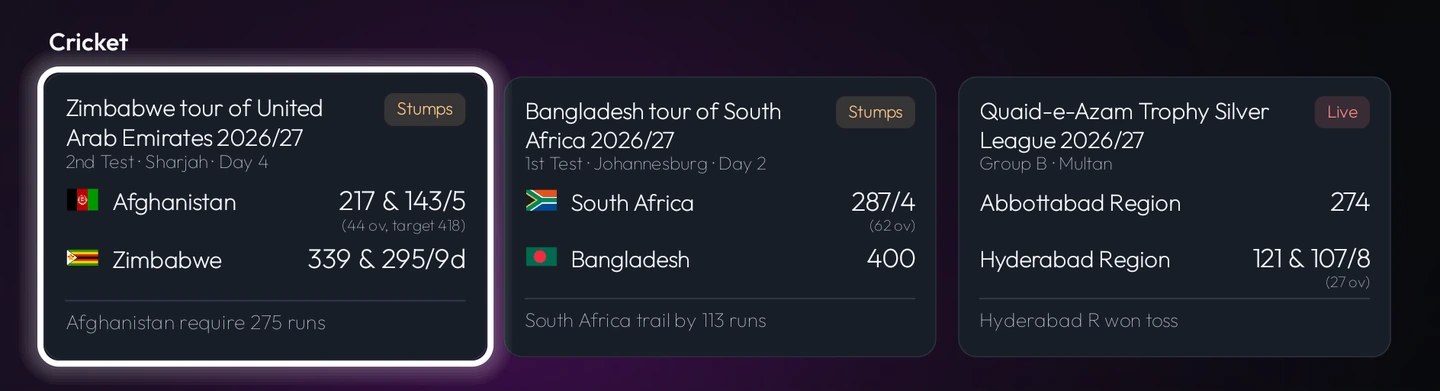 Cricket
Zimbabwe tour of United
Arab Emirates 2026/27
Stumps
2nd Test · Sharjah · Day 4
Afghanistan 217 & 143/5
(44 ov, target 418)
Zimbabwe 339 & 295/9d
Afghanistan require 275 runs
Bangladesh tour of South
Africa 2026/27
Stumps
1st Test · Johannesburg · Day 2
South Africa 287/4
(62 ov)
Bangladesh 400
South Africa trail by 113 runs
Quaid-e-Azam Trophy Silver
League 2026/27
Live
Group B · Multan
Abbottabad Region 274
Hyderabad Region 121 & 107/8
(27 ov)
Hyderabad R won toss